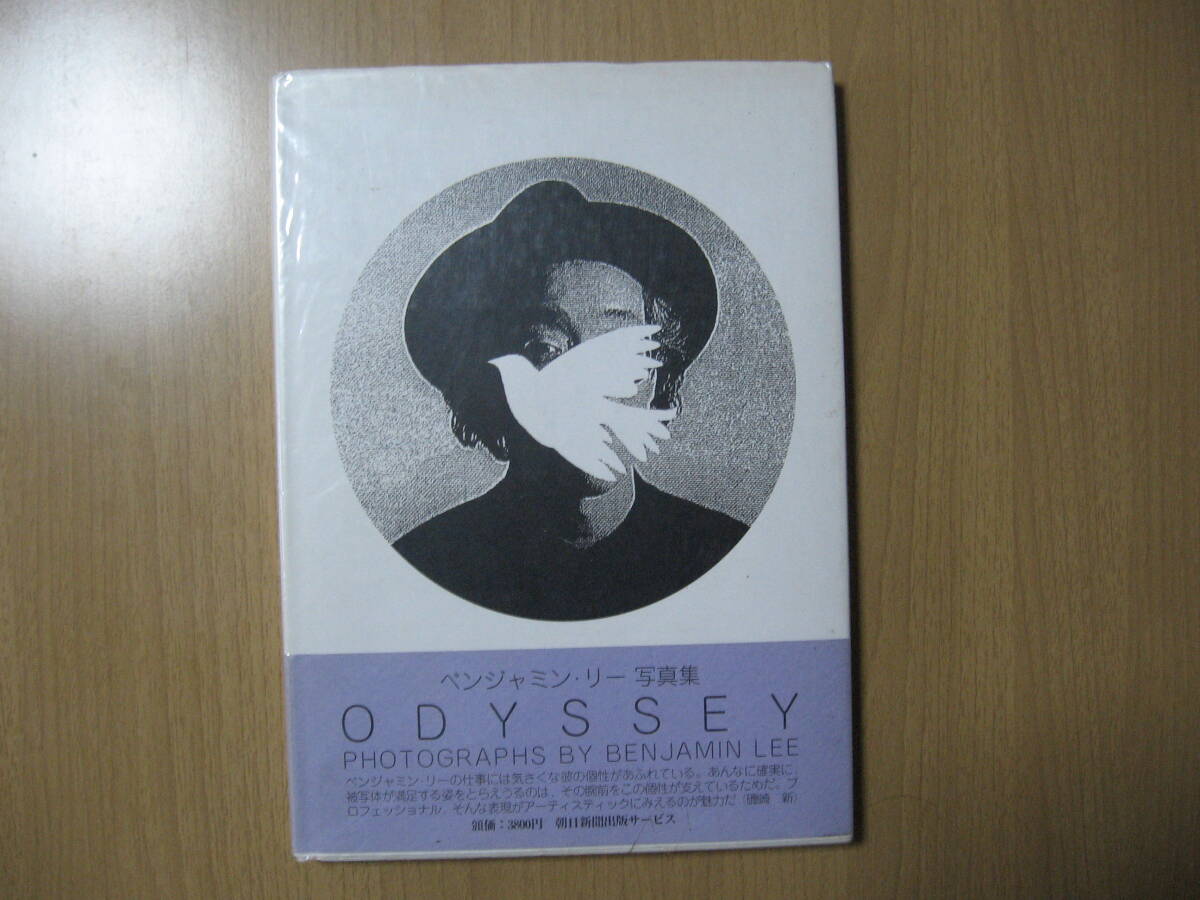 ベンジャミン・リー 写真集
ODYSSEY
PHOTOGRAPHS BY BENJAMIN LEE
ベンジャミン・リーの仕事には気さくな彼の個性があふれている。あんなに確実に、
被写体が満足する姿をとらえうるのは、その腕前をこの個性が支えているためだ。プ
ロフェッショナル、そんな表現がアーティスティックにみえるのが魅力だ（磯崎 新）
頒価：3800円 朝日新聞出版サービス